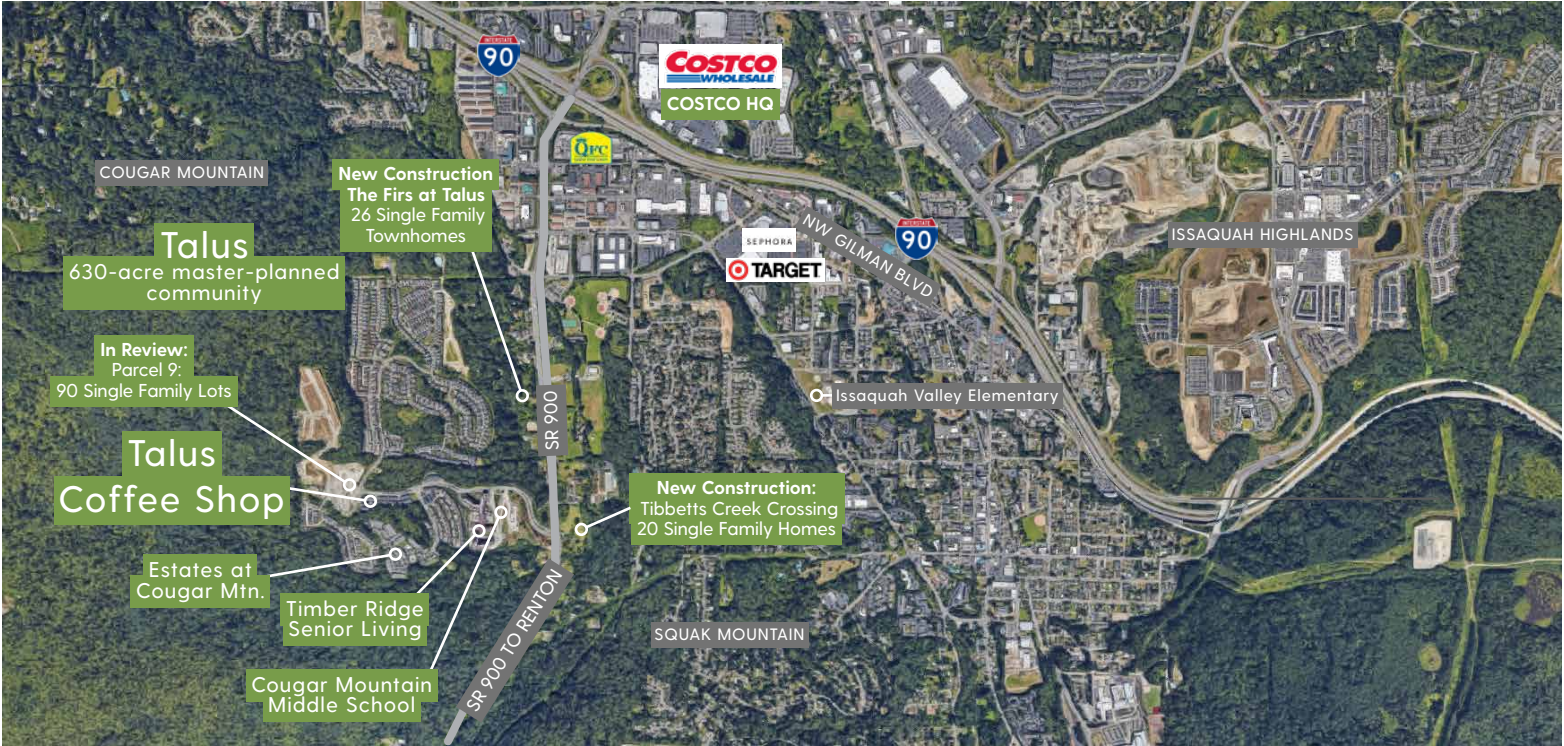 INTERSTATE
90
COSTCO
WHOLESALE
COSTCO HQ
QFC
COUGAR MOUNTAIN
New Construction
The Firs at Talus
26 Single Family
Townhomes
Talus
630-acre master-planned
community
SEPHORA
TARGET
NW GILMAN BLVD
INTERSTATE
90
ISSAQUAH HIGHLANDS
In Review:
Parcel 9:
90 Single Family Lots
SR 900
Issaquah Valley Elementary
Talus
Coffee Shop
New Construction:
Tibbetts Creek Crossing
20 Single Family Homes
Estates at
Cougar Mtn.
Timber Ridge
Senior Living
SR 900 TO RENTON
SQUAK MOUNTAIN
Cougar Mountain
Middle School